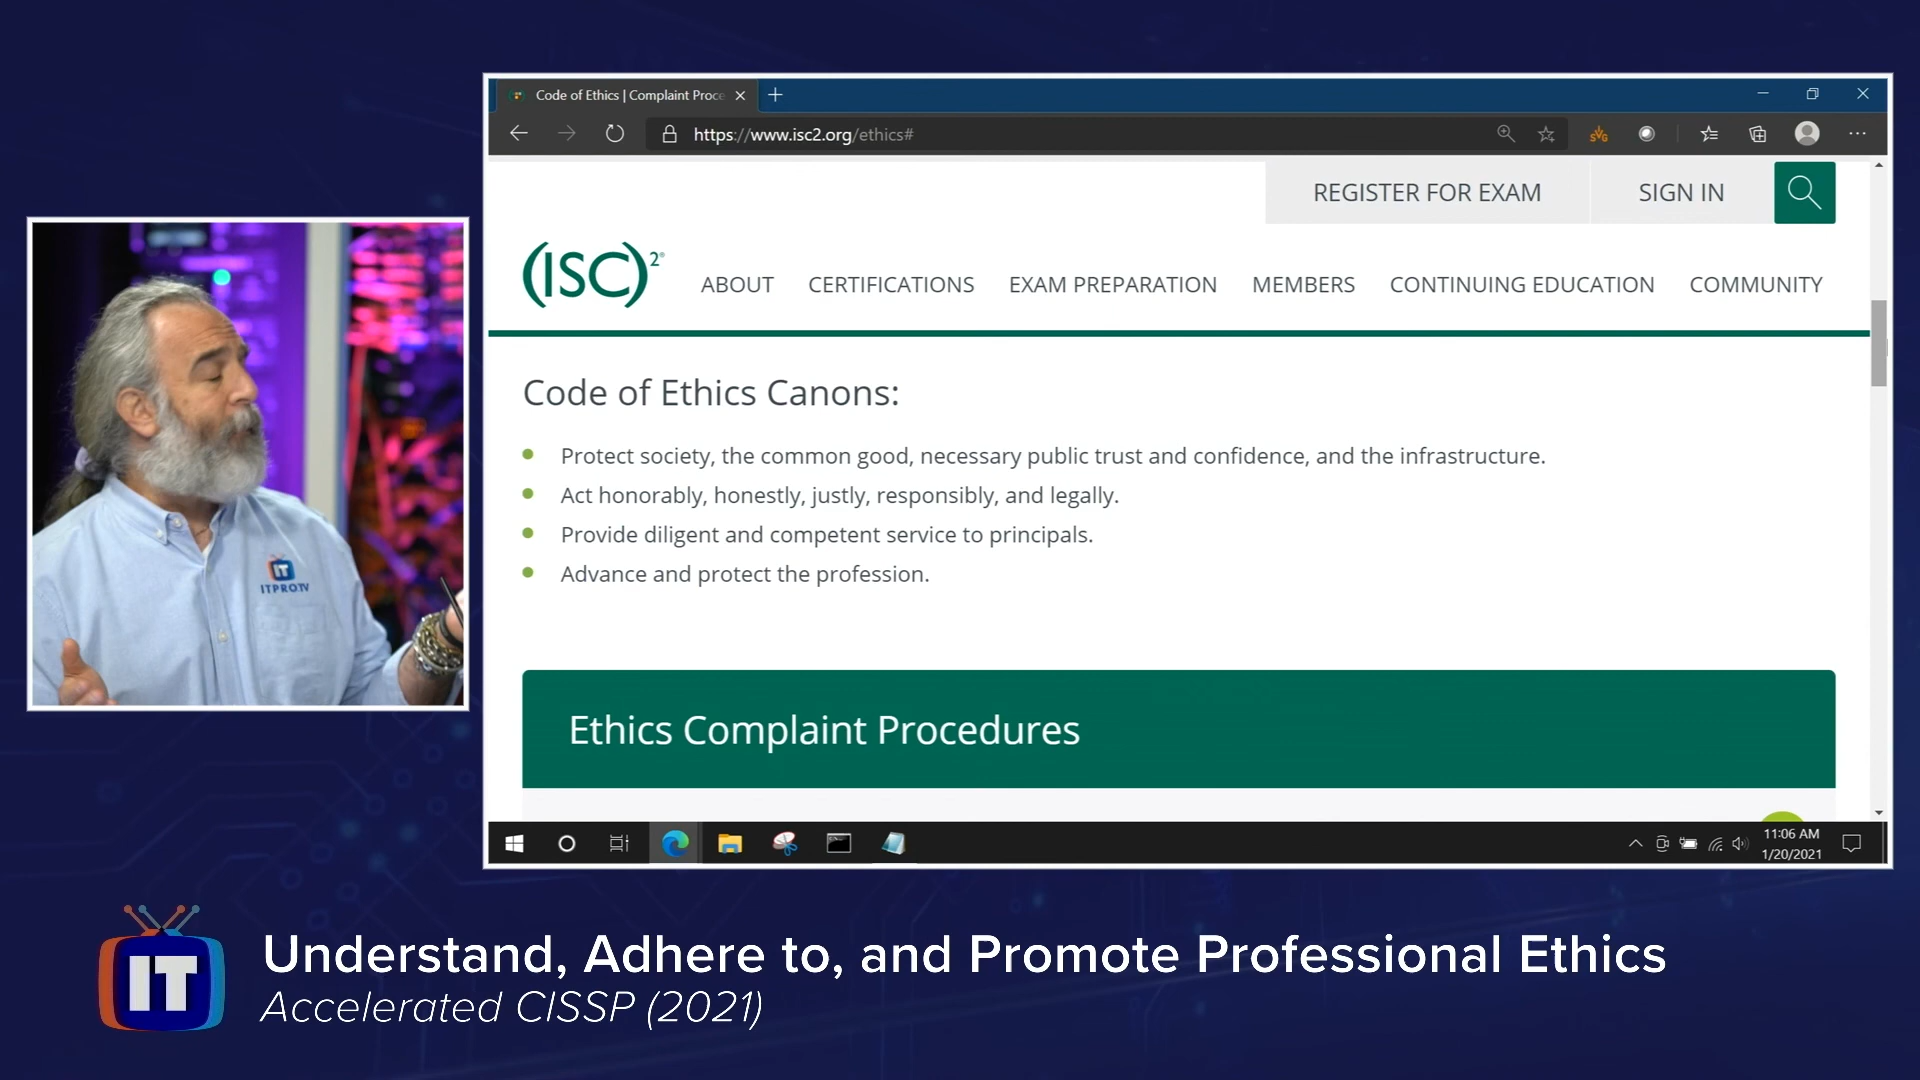 Code of Ethics | Complaint Proce
https://www.isc2.org/ethics#
SVG
REGISTER FOR EXAM
SIGN IN
(ISC)2®
ABOUT
CERTIFICATIONS
EXAM PREPARATION
MEMBERS
CONTINUING EDUCATION
COMMUNITY
Code of Ethics Canons:
Protect society, the common good, necessary public trust and confidence, and the infrastructure.
Act honorably, honestly, justly, responsibly, and legally.
Provide diligent and competent service to principals.
Advance and protect the profession.
Ethics Complaint Procedures
IT
ITPRO.TV
11:06 AM
1/20/2021
IT
Understand, Adhere to, and Promote Professional Ethics
Accelerated CISSP (2021)